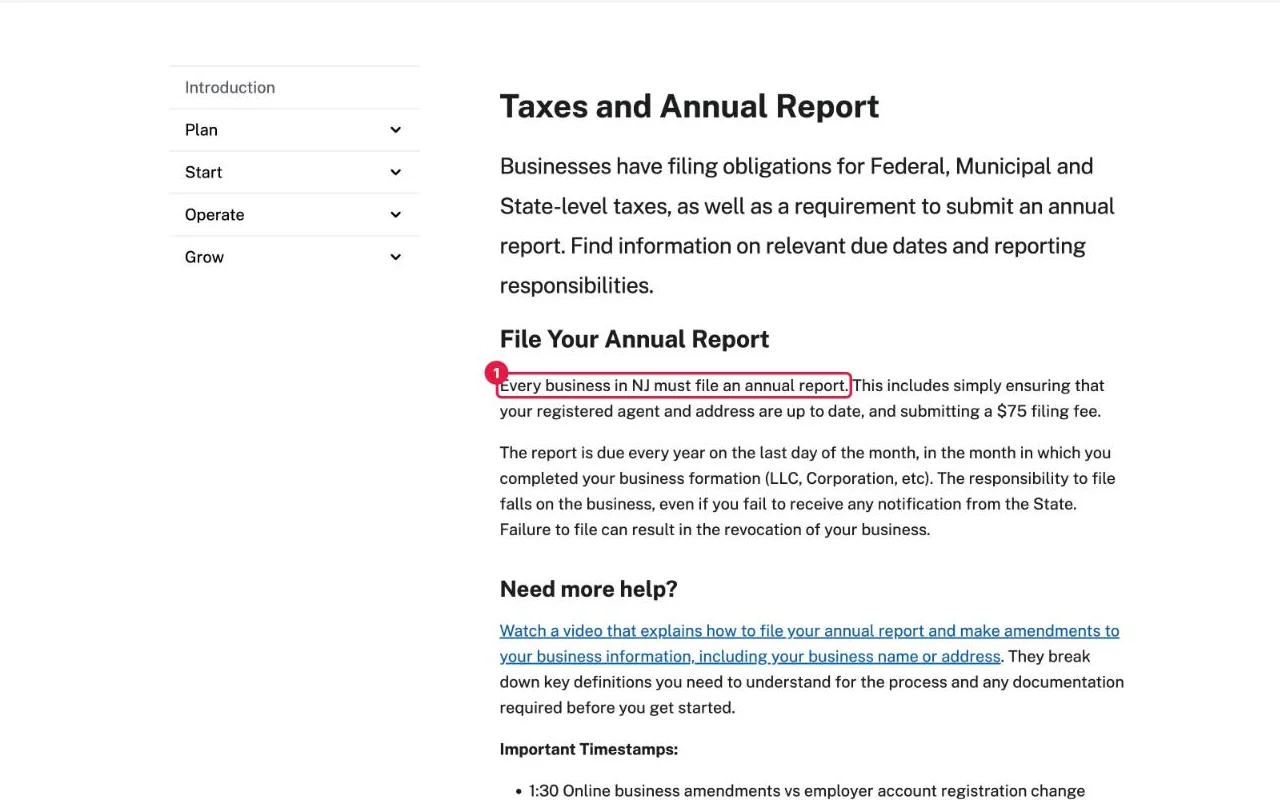 Introduction
Plan
Start
Operate
Grow
Taxes and Annual Report
Businesses have filing obligations for Federal, Municipal and
State-level taxes, as well as a requirement to submit an annual
report. Find information on relevant due dates and reporting
responsibilities.
File Your Annual Report
1
Every business in NJ must file an annual report. This includes simply ensuring that
your registered agent and address are up to date, and submitting a $75 filing fee.
The report is due every year on the last day of the month, in the month in which you
completed your business formation (LLC, Corporation, etc). The responsibility to file
falls on the business, even if you fail to receive any notification from the State.
Failure to file can result in the revocation of your business.
Need more help?
Watch a video that explains how to file your annual report and make amendments to
your business information, including your business name or address. They break
down key definitions you need to understand for the process and any documentation
required before you get started.
Important Timestamps:
• 1:30 Online business amendments vs employer account registration change